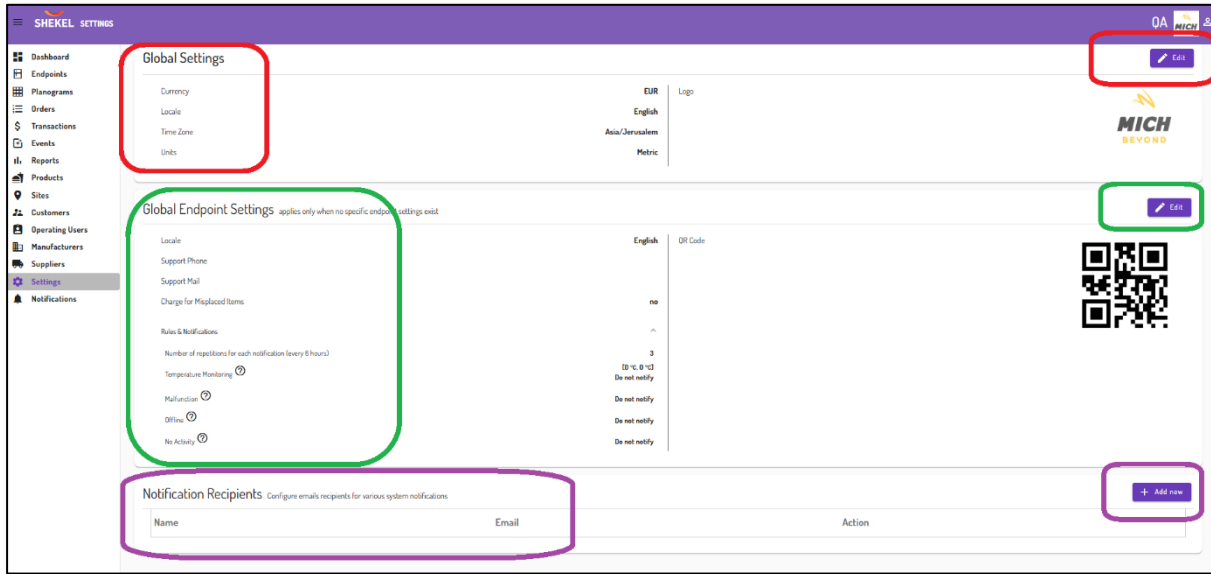 SHEKEL SETTINGS
QA
MICH
Dashboard
Endpoints
Planograms
Orders
Transactions
Events
Reports
Products
Sites
Customers
Operating Users
Manufacturers
Suppliers
Settings
Notifications
Global Settings
Edit
Currency EUR
Locale English
Time Zone Asia/Jerusalem
Units Metric
Logo
MICH
BEYOND
Global Endpoint Settings applies only when no specific endpoint settings exist
Edit
Locale English
Support Phone
Support Mail
Charge for Misplaced Items no
Rules & Notifications
Number of repetitions for each notification (every 8 hours) 3
Temperature Monitoring [0 °C, 0 °C]
Do not notify
Malfunction Do not notify
Offline Do not notify
No Activity Do not notify
QR Code
Notification Recipients Configure emails recipients for various system notifications
+ Add new
Name Email Action